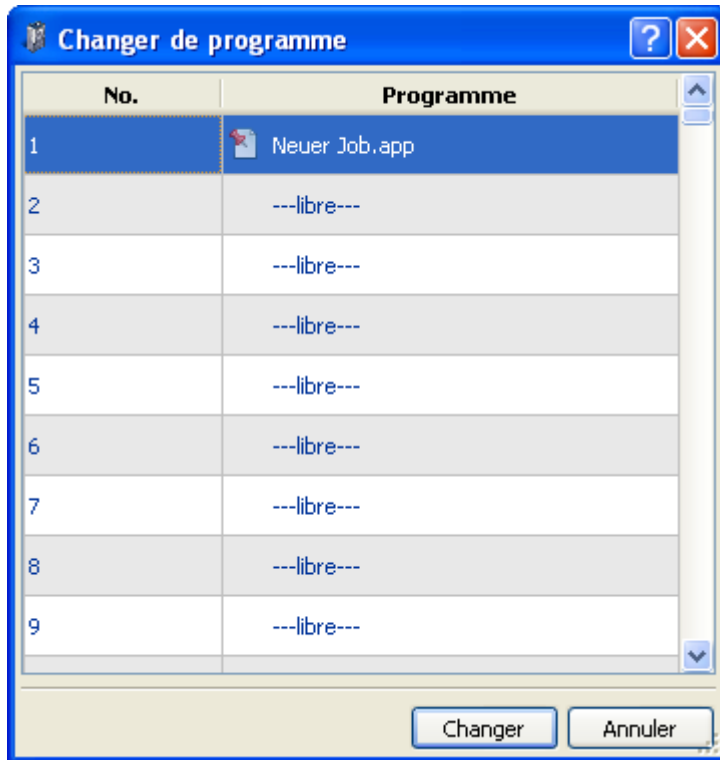 Changer de programme
No. Programme
1 Neuer Job.app
2 ---libre---
3 ---libre---
4 ---libre---
5 ---libre---
6 ---libre---
7 ---libre---
8 ---libre---
9 ---libre---
Changer Annuler